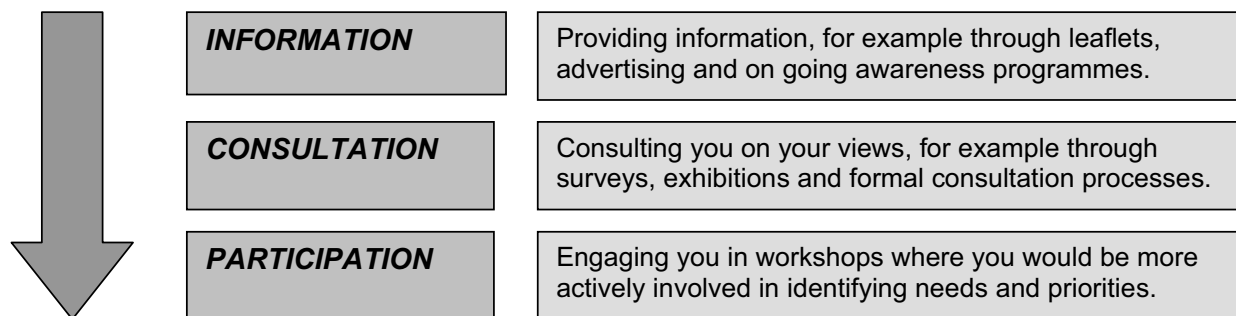 INFORMATION
Providing information, for example through leaflets,
advertising and on going awareness programmes.
CONSULTATION
Consulting you on your views, for example through
surveys, exhibitions and formal consultation processes.
PARTICIPATION
Engaging you in workshops where you would be more
actively involved in identifying needs and priorities.